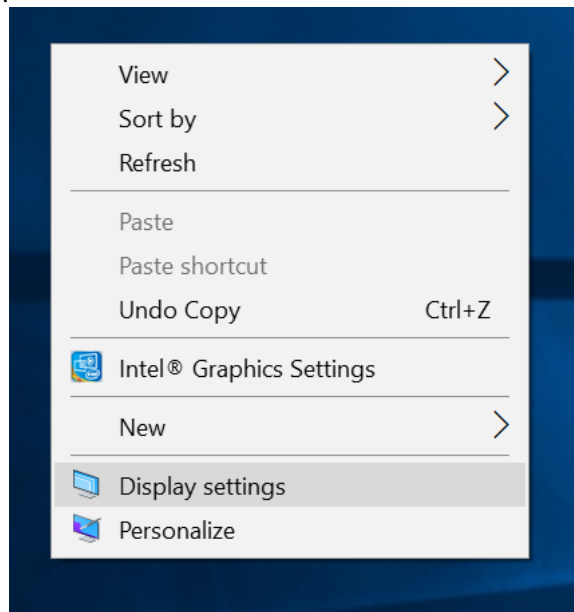 View
Sort by
Refresh
Paste
Paste shortcut
Undo Copy Ctrl+Z
Intel® Graphics Settings
New
Display settings
Personalize